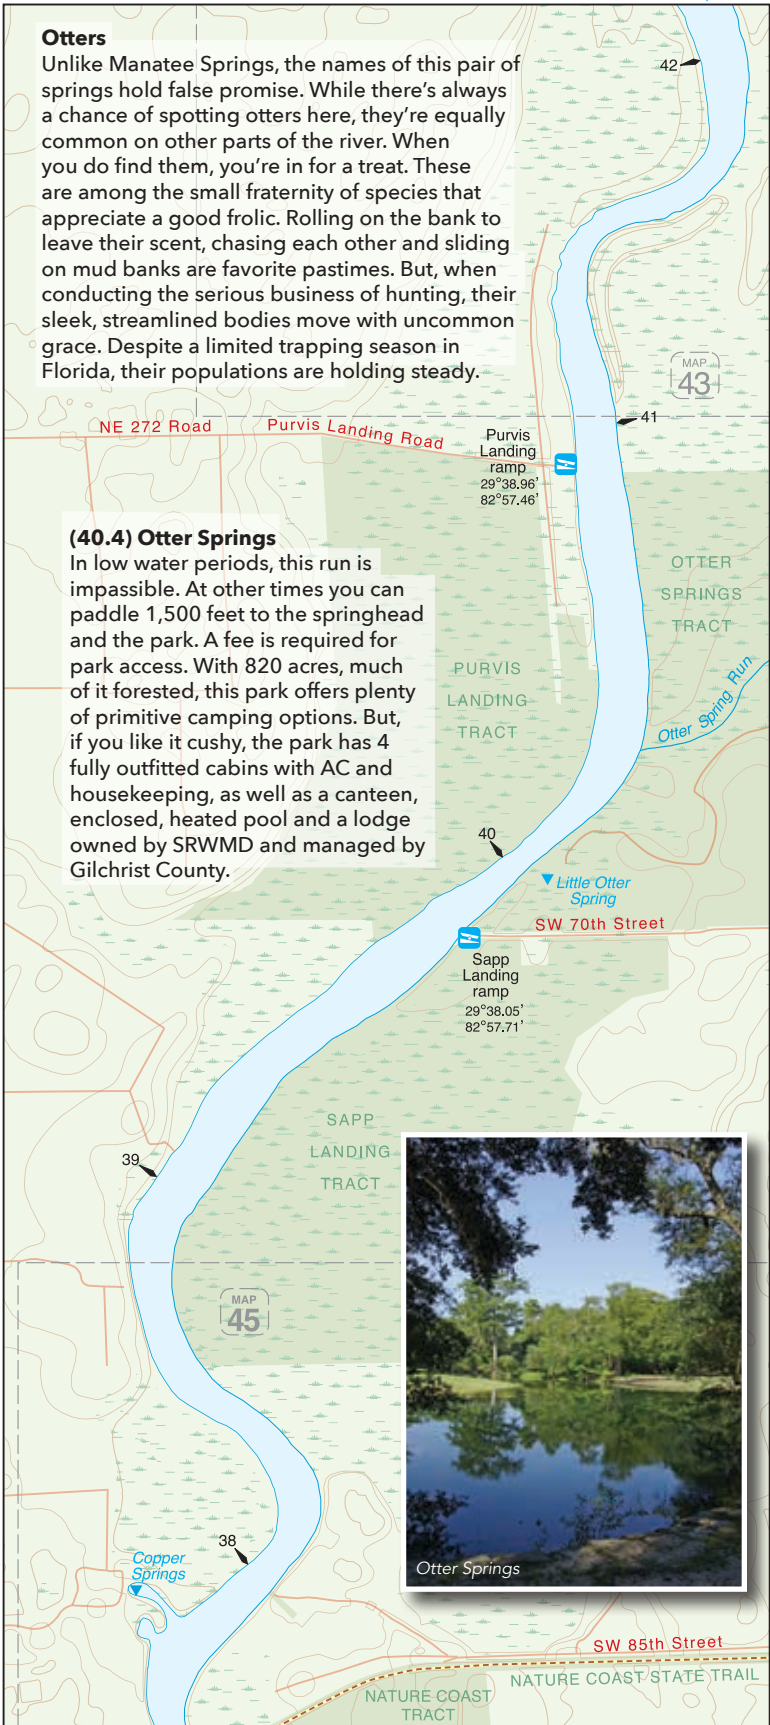 Otters
Unlike Manatee Springs, the names of this pair of
springs hold false promise. While there's always
a chance of spotting otters here, they're equally
common on other parts of the river. When
you do find them, you're in for a treat. These
are among the small fraternity of species that
appreciate a good frolic. Rolling on the bank to
leave their scent, chasing each other and sliding
on mud banks are favorite pastimes. But, when
conducting the serious business of hunting, their
sleek, streamlined bodies move with uncommon
grace. Despite a limited trapping season in
Florida, their populations are holding steady.
42
MAP
43
41
NE 272 Road
Purvis Landing Road
Purvis
Landing
ramp
29°38.96'
82°57.46'
(40.4) Otter Springs
In low water periods, this run is
impassible. At other times you can
paddle 1,500 feet to the springhead
and the park. A fee is required for
park access. With 820 acres, much
of it forested, this park offers plenty
of primitive camping options. But,
if you like it cushy, the park has 4
fully outfitted cabins with AC and
housekeeping, as well as a canteen,
enclosed, heated pool and a lodge
owned by SRWMD and managed by
Gilchrist County.
OTTER
SPRINGS
TRACT
PURVIS
LANDING
TRACT
Otter Spring Run
40
Little Otter
Spring
SW 70th Street
Sapp
Landing
ramp
29°38.05'
82°57.71'
SAPP
LANDING
TRACT
39
MAP
45
38
Copper
Springs
Otter Springs
SW 85th Street
NATURE COAST STATE TRAIL
NATURE COAST
TRACT